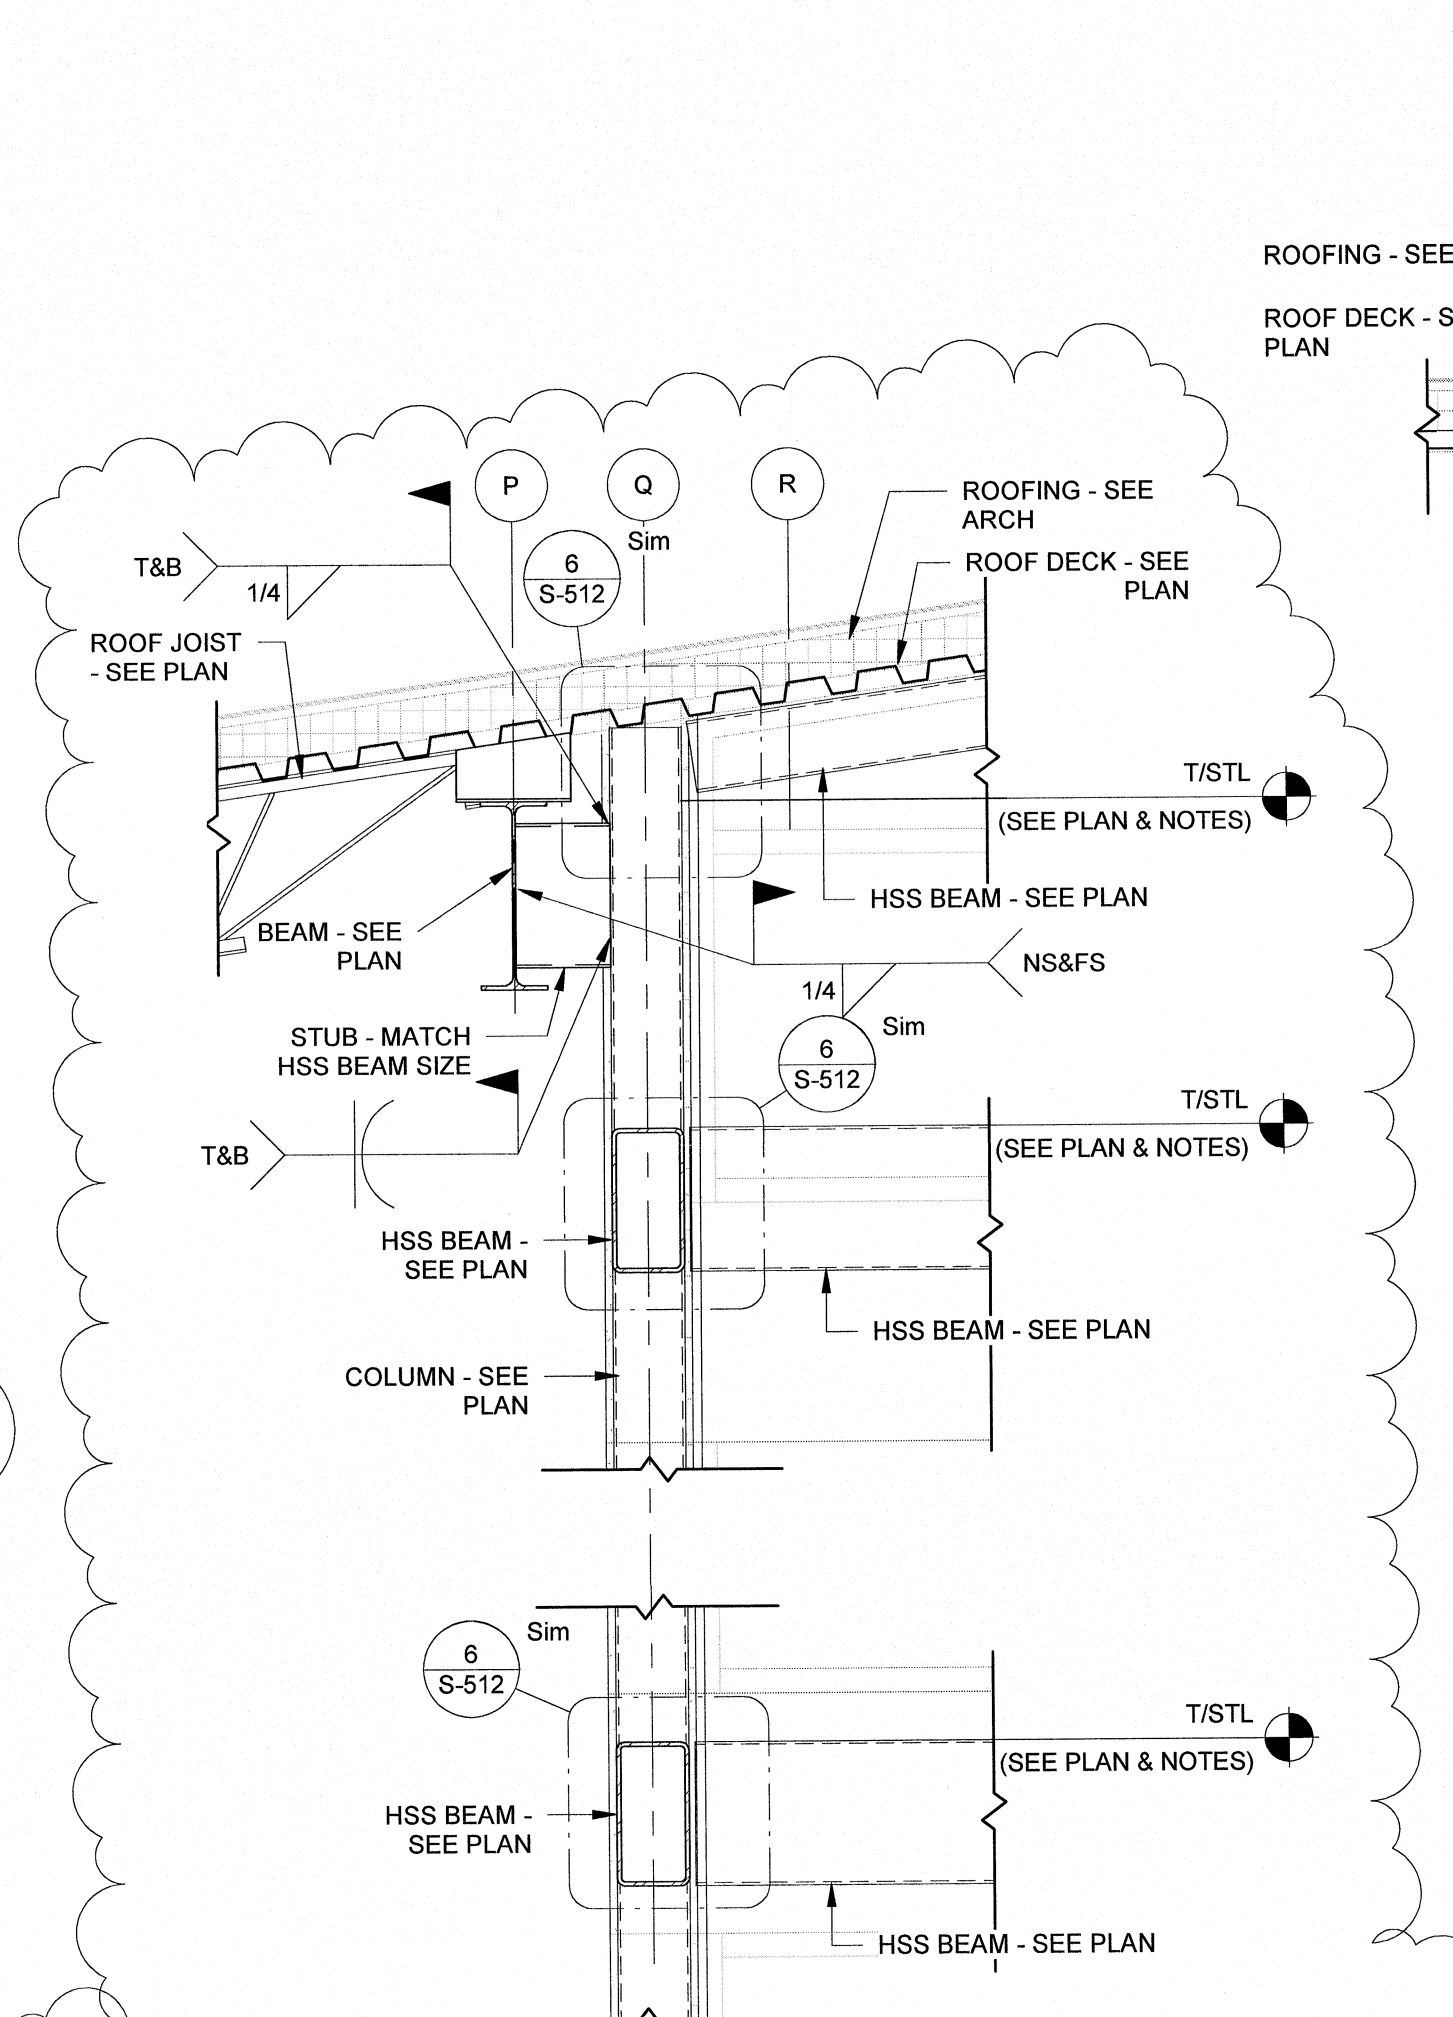 ROOFING - SEE
ROOF DECK - S
PLAN
P
Q
R
Sim
6
S-512
T&B
1/4
ROOFING - SEE
ARCH
ROOF DECK - SEE
PLAN
ROOF JOIST
- SEE PLAN
T/STL
(SEE PLAN & NOTES)
HSS BEAM - SEE PLAN
BEAM - SEE
PLAN
NS&FS
1/4
STUB - MATCH
HSS BEAM SIZE
Sim
6
S-512
T/STL
(SEE PLAN & NOTES)
T&B
HSS BEAM -
SEE PLAN
HSS BEAM - SEE PLAN
COLUMN - SEE
PLAN
Sim
6
S-512
T/STL
(SEE PLAN & NOTES)
HSS BEAM -
SEE PLAN
HSS BEAM - SEE PLAN